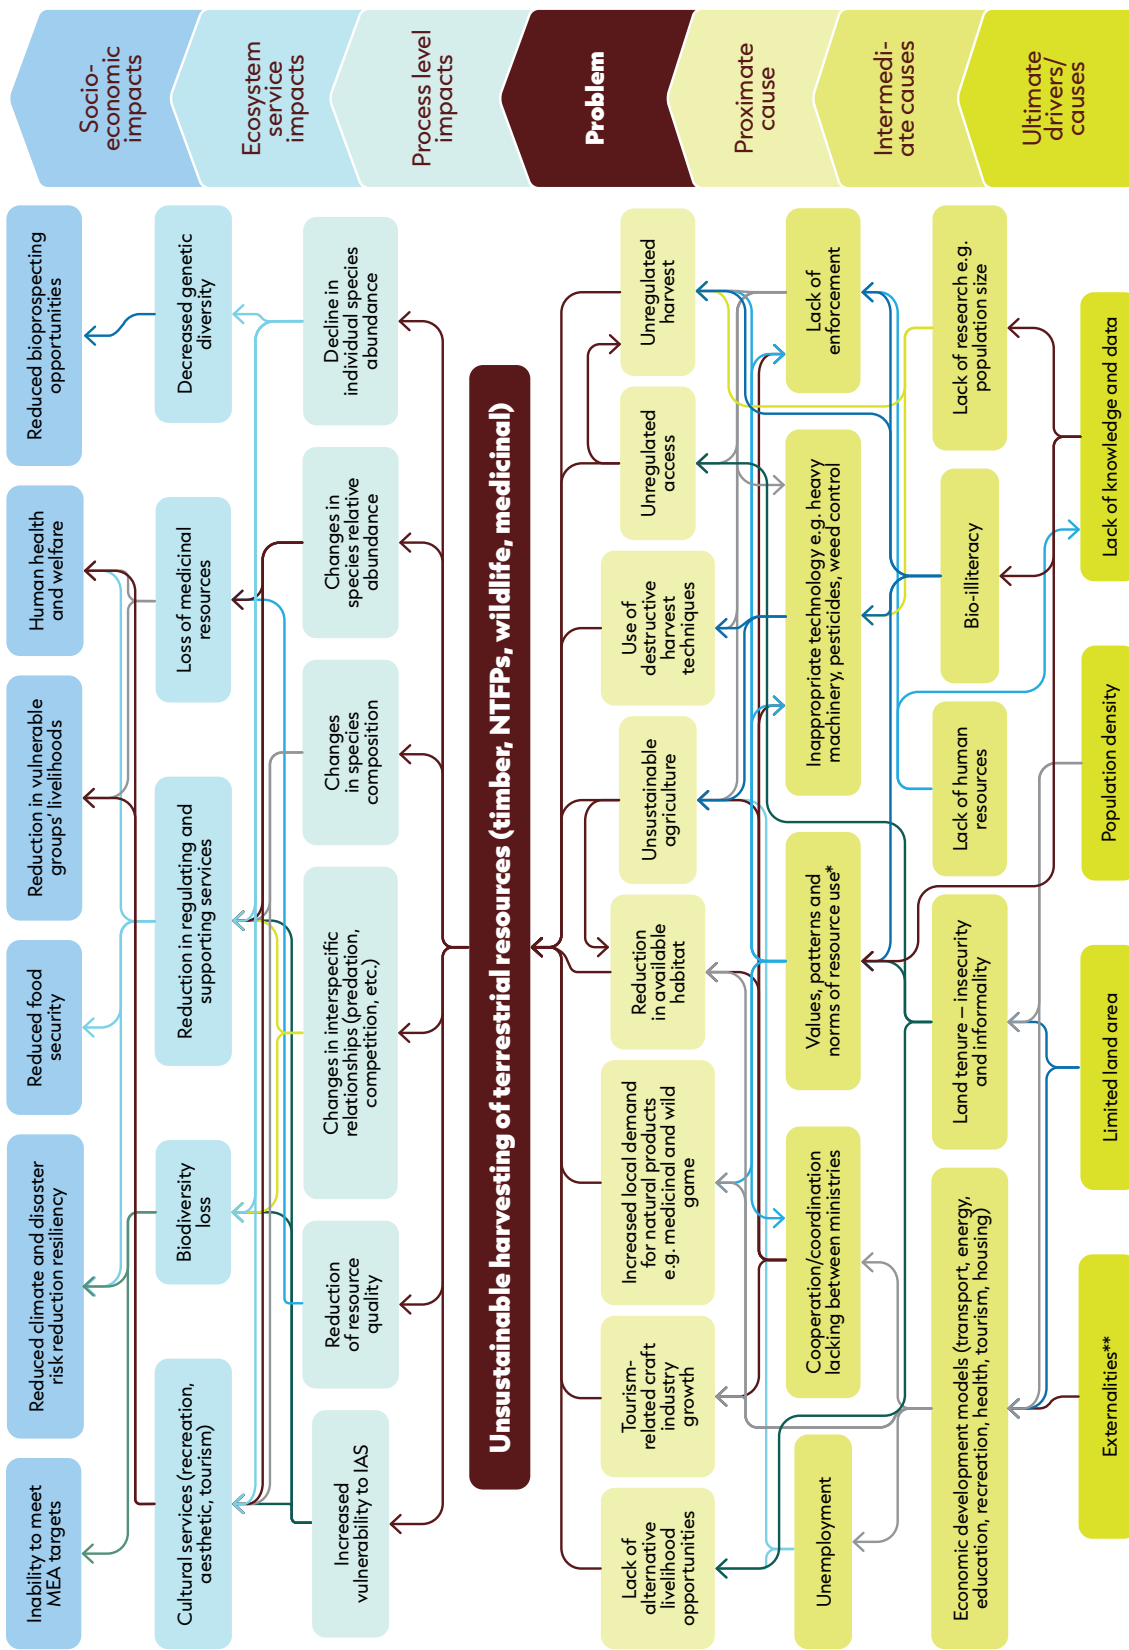 Socio-
economic
impacts
Inability to meet
MEA targets
Reduced climate and disaster
risk reduction resiliency
Reduced food
security
Reduction in vulnerable
groups' livelihoods
Human health
and welfare
Reduced bioprospecting
opportunities
Ecosystem
service
impacts
Cultural services (recreation,
aesthetic, tourism)
Biodiversity
loss
Reduction in regulating and
supporting services
Loss of medicinal
resources
Decreased genetic
diversity
Process level
impacts
Increased
vulnerability to IAS
Reduction
of resource
quality
Changes in interspecific
relationships (predation,
competition, etc.)
Changes
in species
composition
Changes in
species relative
abundance
Decline in
individual species
abundance
Problem
Unsustainable harvesting of terrestrial resources (timber, NTFPs, wildlife, medicinal)
Proximate
cause
Lack of
alternative
livelihood
opportunities
Tourism-
related craft
industry
growth
Increased local demand
for natural products
e.g. medicinal and wild
game
Reduction
in available
habitat
Unsustainable
agriculture
Use of
destructive
harvest
techniques
Unregulated
access
Unregulated
harvest
Intermedi-
ate causes
Unemployment
Cooperation/coordination
lacking between ministries
Values, patterns and
norms of resource use*
Inappropriate technology e.g. heavy
machinery, pesticides, weed control
Lack of
enforcement
Economic development models (transport, energy,
education, recreation, health, tourism, housing)
Land tenure – insecurity
and informality
Lack of human
resources
Bio-illiteracy
Lack of research e.g.
population size
Ultimate
drivers/
causes
Externalities**
Limited land area
Population density
Lack of knowledge and data